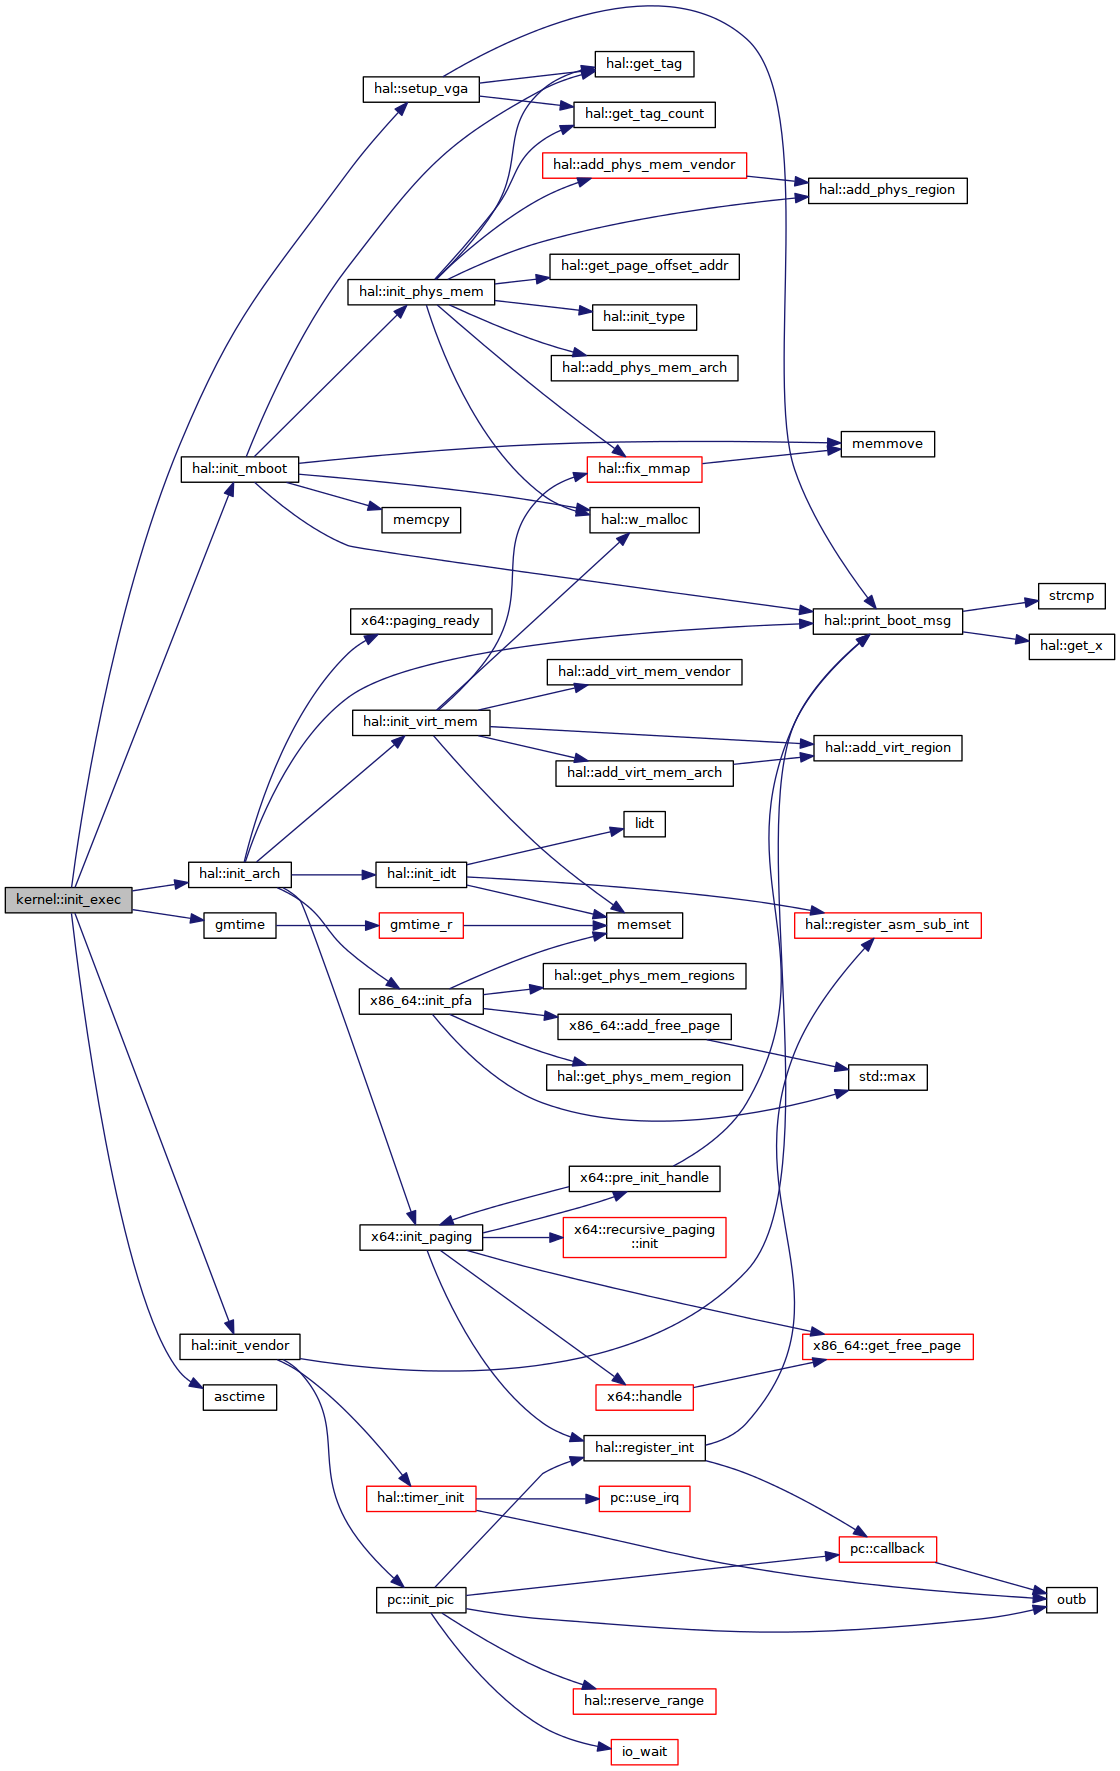 hal::get_tag
hal::setup_vga
hal::get_tag_count
hal::add_phys_mem_vendor
hal::add_phys_region
hal::get_page_offset_addr
hal::init_phys_mem
hal::init_type
hal::add_phys_mem_arch
memmove
hal::init_mboot
hal::fix_mmap
memcpy
hal::w_malloc
strcmp
x64::paging_ready
hal::print_boot_msg
hal::get_x
hal::add_virt_mem_vendor
hal::init_virt_mem
hal::add_virt_region
hal::add_virt_mem_arch
lidt
hal::init_arch
hal::init_idt
kernel::init_exec
gmtime
gmtime_r
memset
hal::register_asm_sub_int
hal::get_phys_mem_regions
x86_64::init_pfa
x86_64::add_free_page
hal::get_phys_mem_region
std::max
x64::pre_init_handle
x64::init_paging
x64::recursive_paging
::init
hal::init_vendor
x86_64::get_free_page
asctime
x64::handle
hal::register_int
hal::timer_init
pc::use_irq
pc::callback
pc::init_pic
outb
hal::reserve_range
io_wait